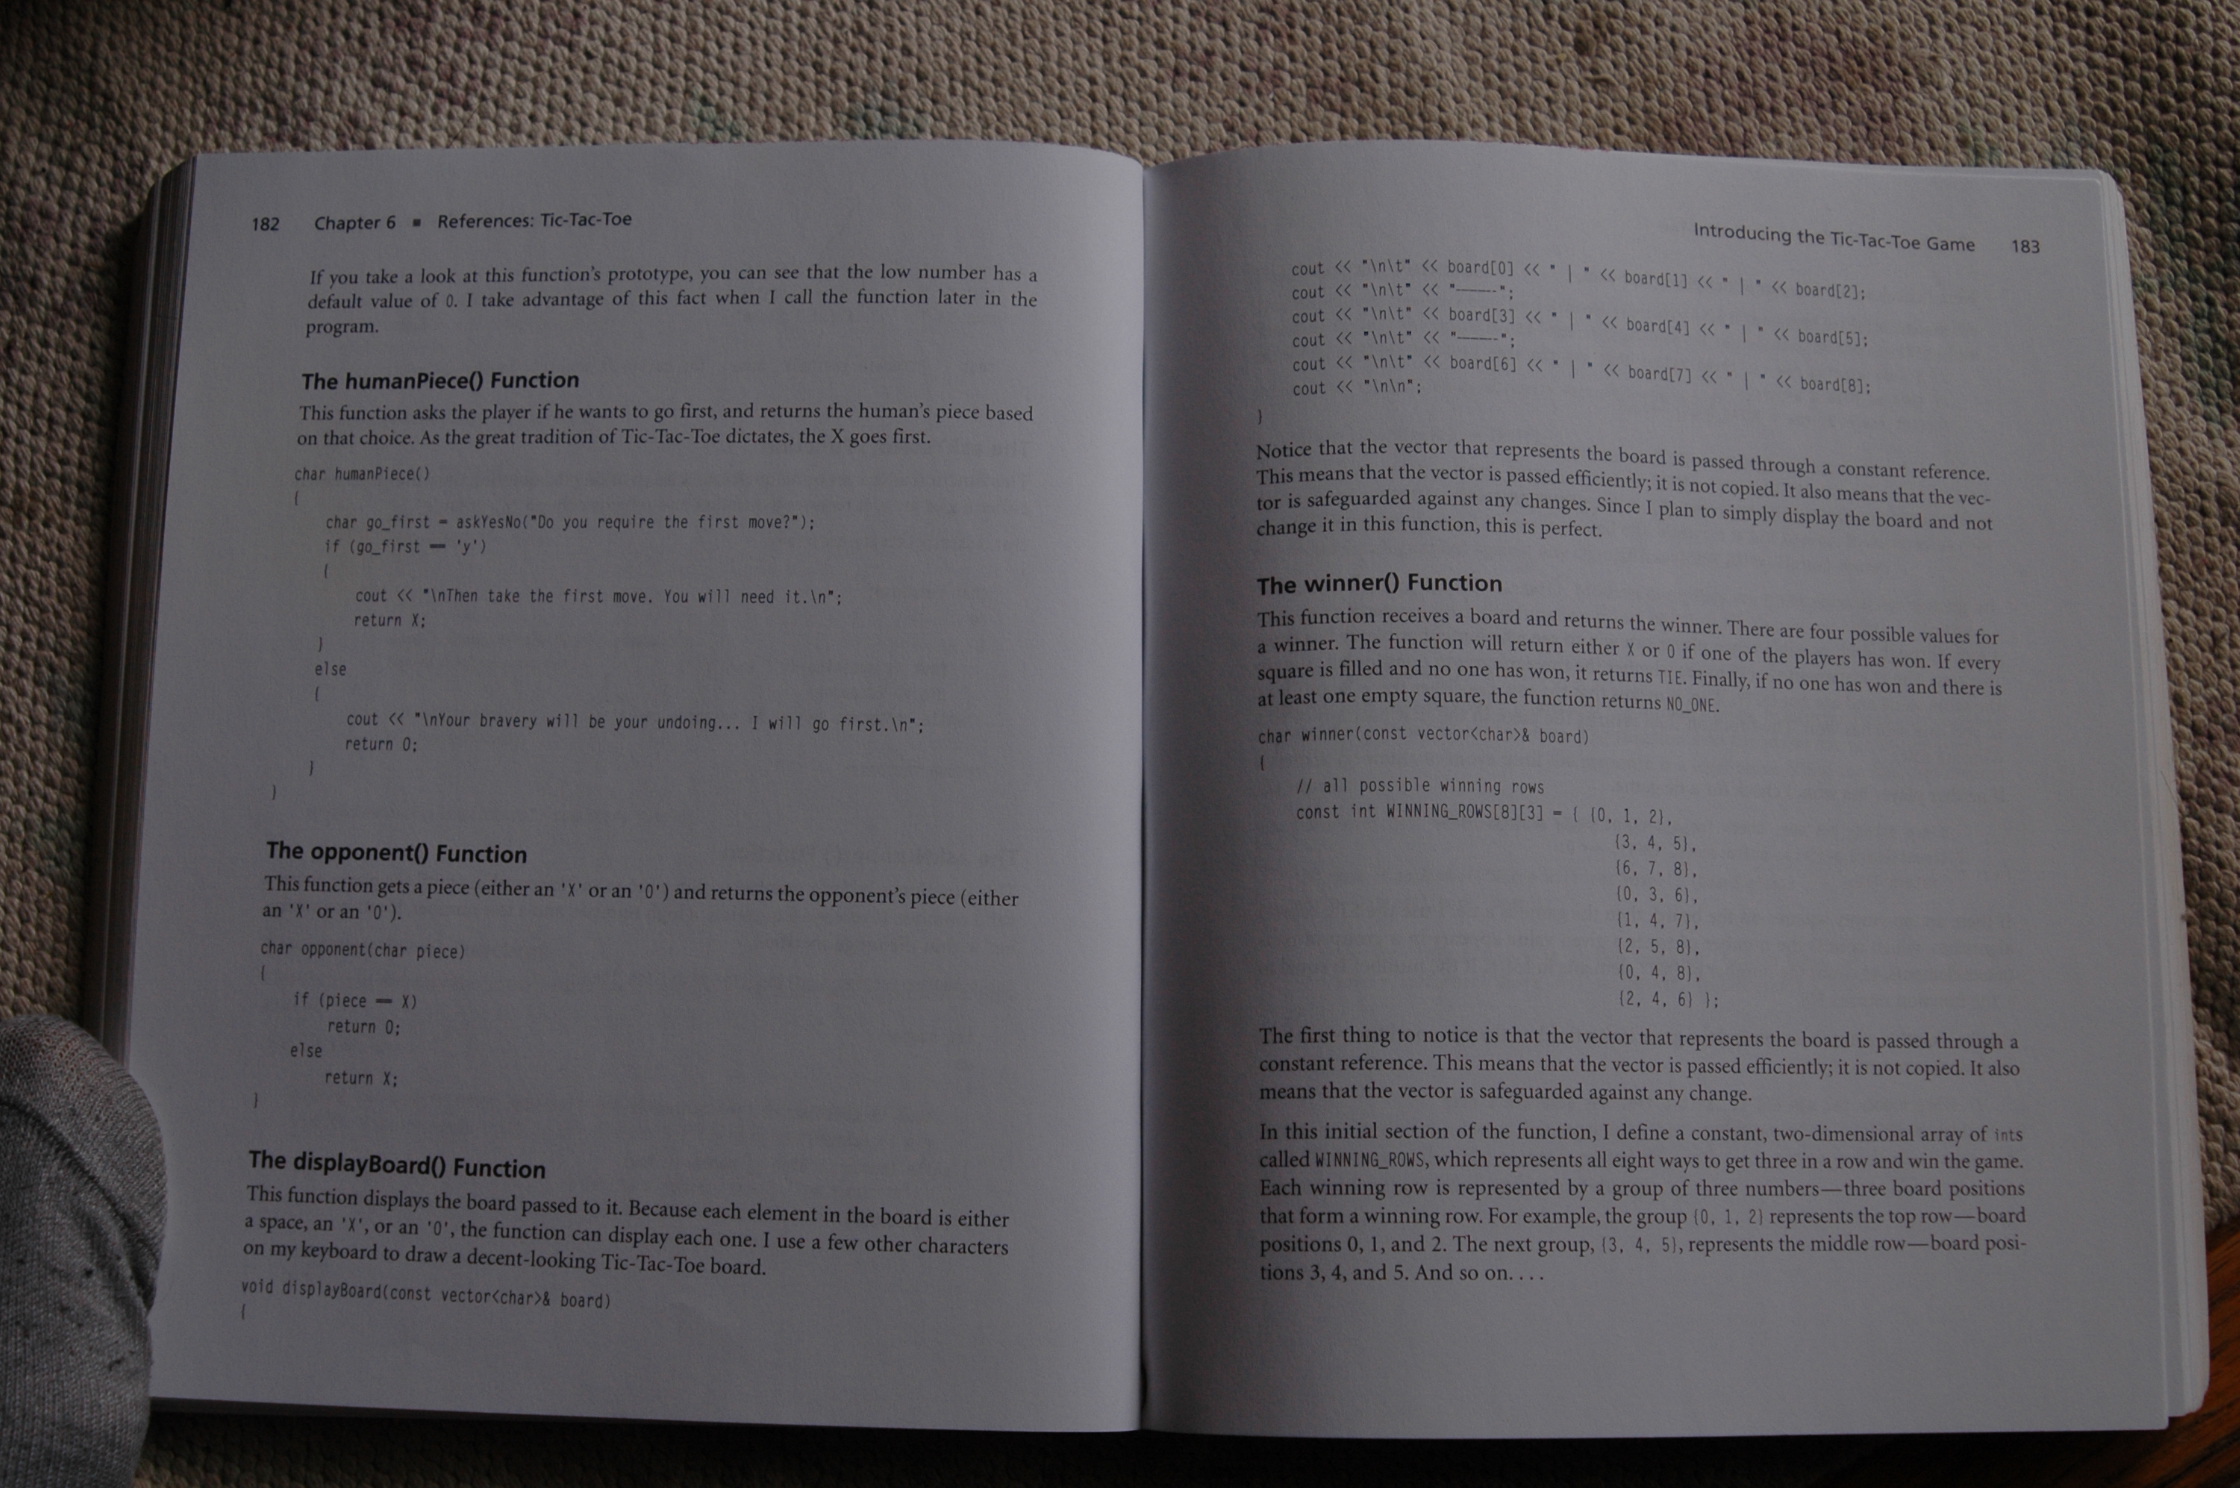 182 Chapter 6 ■ References: Tic-Tac-Toe
If you take a look at this function's prototype, you can see that the low number has a
default value of 0. I take advantage of this fact when I call the function later in the
program.
The humanPiece() Function
This function asks the player if he wants to go first, and returns the human's piece based
on that choice. As the great tradition of Tic-Tac-Toe dictates, the X goes first.
char humanPiece()
{
char go_first = askYesNo("Do you require the first move?");
if (go_first == 'y')
{
cout << "\nThen take the first move. You will need it.\n";
return X;
}
else
{
cout << "\nYour bravery will be your undoing... I will go first.\n";
return O;
}
}
The opponent() Function
This function gets a piece (either an 'X' or an 'O') and returns the opponent's piece (either
an 'X' or an 'O').
char opponent(char piece)
{
if (piece == X)
return O;
else
return X;
}
The displayBoard() Function
This function displays the board passed to it. Because each element in the board is either
a space, an 'X', or an 'O', the function can display each one. I use a few other characters
on my keyboard to draw a decent-looking Tic-Tac-Toe board.
void displayBoard(const vector<char>& board)
{
Introducing the Tic-Tac-Toe Game 183
cout << "\n\t" << board[0] << " | " << board[1] << " | " << board[2];
cout << "\n\t" << "---------";
cout << "\n\t" << board[3] << " | " << board[4] << " | " << board[5];
cout << "\n\t" << "---------";
cout << "\n\t" << board[6] << " | " << board[7] << " | " << board[8];
cout << "\n\n";
}
Notice that the vector that represents the board is passed through a constant reference.
This means that the vector is passed efficiently; it is not copied. It also means that the vec-
tor is safeguarded against any changes. Since I plan to simply display the board and not
change it in this function, this is perfect.
The winner() Function
This function receives a board and returns the winner. There are four possible values for
a winner. The function will return either X or O if one of the players has won. If every
square is filled and no one has won, it returns TIE. Finally, if no one has won and there is
at least one empty square, the function returns NO_ONE.
char winner(const vector<char>& board)
{
// all possible winning rows
const int WINNING_ROWS[8][3] = { {0, 1, 2},
{3, 4, 5},
{6, 7, 8},
{0, 3, 6},
{1, 4, 7},
{2, 5, 8},
{0, 4, 8},
{2, 4, 6} };
The first thing to notice is that the vector that represents the board is passed through a
constant reference. This means that the vector is passed efficiently; it is not copied. It also
means that the vector is safeguarded against any change.
In this initial section of the function, I define a constant, two-dimensional array of ints
called WINNING_ROWS, which represents all eight ways to get three in a row and win the game.
Each winning row is represented by a group of three numbers—three board positions
that form a winning row. For example, the group {0, 1, 2} represents the top row—board
positions 0, 1, and 2. The next group, {3, 4, 5}, represents the middle row—board posi-
tions 3, 4, and 5. And so on. . . .